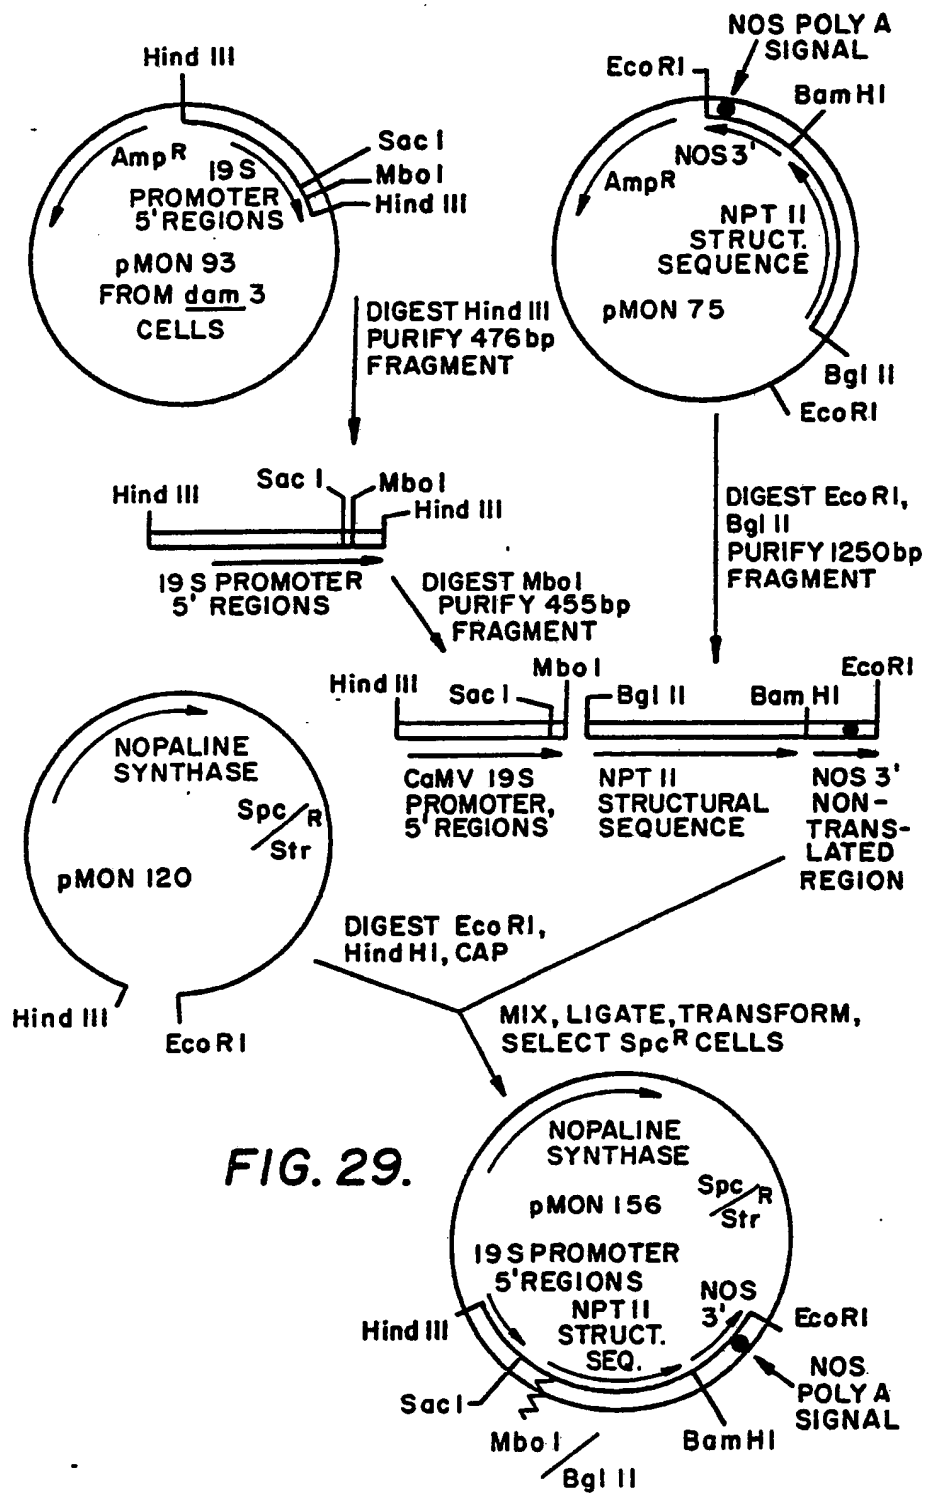 Hind III
Sac I
Mbo I
Hind III
Amp R
19 S
PROMOTER
5' REGIONS
pMON 93
FROM dam 3
CELLS
NOS POLY A
SIGNAL
Eco RI
Bam HI
NOS 3'
Amp R
NPT II
STRUCT.
SEQUENCE
pMON 75
Bgl II
Eco RI
DIGEST Hind III
PURIFY 476 bp
FRAGMENT
Hind III
Sac I
Mbo I
Hind III
19 S PROMOTER
5' REGIONS
DIGEST Mbo I
PURIFY 455 bp
FRAGMENT
DIGEST Eco RI,
Bgl II
PURIFY 1250 bp
FRAGMENT
Hind III
Sac I
Mbo I
Bgl II
Bam HI
Eco RI
CaMV 19 S
PROMOTER,
5' REGIONS
NPT II
STRUCTURAL
SEQUENCE
NOS 3'
NON-
TRANS-
LATED
REGION
NOPALINE
SYNTHASE
Spc/Str R
pMON 120
Hind III
Eco RI
DIGEST Eco RI,
Hind HI, CAP
MIX, LIGATE, TRANSFORM,
SELECT Spc R CELLS
FIG. 29.
NOPALINE
SYNTHASE
pMON 156
Spc/Str R
19 S PROMOTER
5' REGIONS
NPT II
STRUCT.
SEQ.
NOS
3'
Hind III
Eco RI
Sac I
NOS
POLY A
SIGNAL
Mbo I/Bgl II
Bam HI